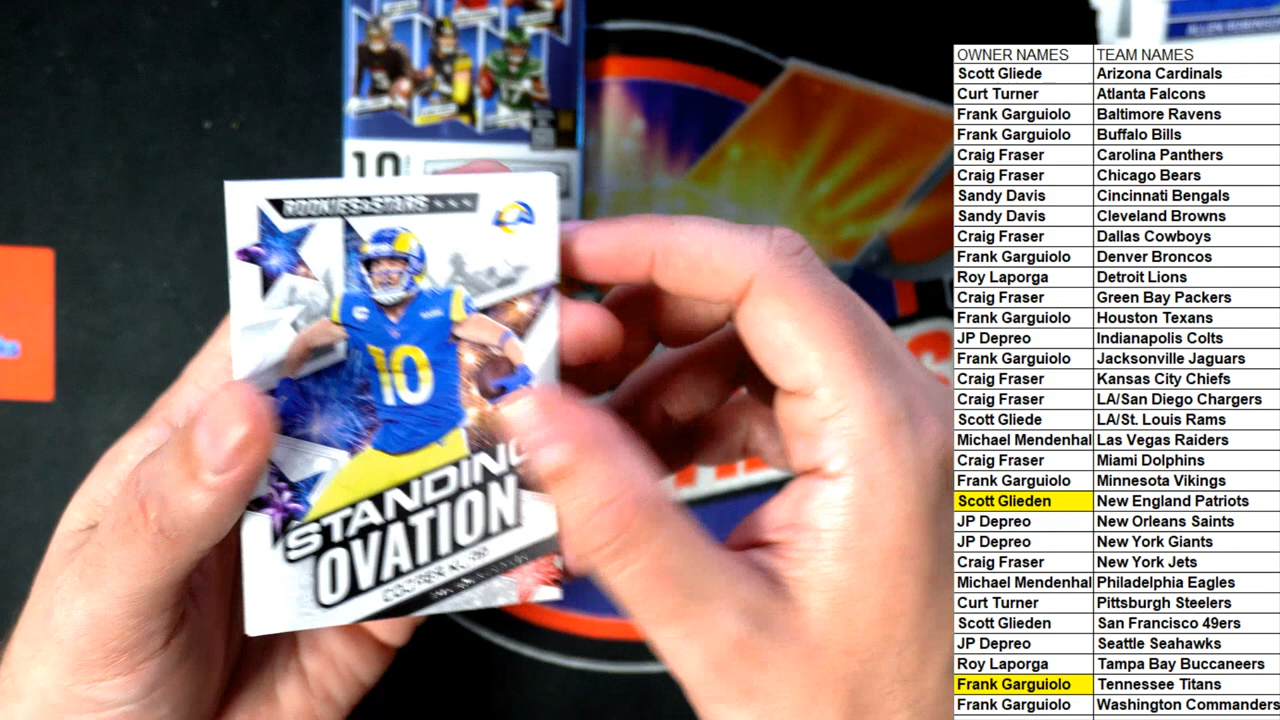 ALLEN ROBINSON
10
ROOKIES & STARS
10
STANDING
OVATION
COOPER KUPP
OWNER NAMES TEAM NAMES
Scott Gliede Arizona Cardinals
Curt Turner Atlanta Falcons
Frank Garguiolo Baltimore Ravens
Frank Garguiolo Buffalo Bills
Craig Fraser Carolina Panthers
Craig Fraser Chicago Bears
Sandy Davis Cincinnati Bengals
Sandy Davis Cleveland Browns
Craig Fraser Dallas Cowboys
Frank Garguiolo Denver Broncos
Roy Laporga Detroit Lions
Craig Fraser Green Bay Packers
Frank Garguiolo Houston Texans
JP Depreo Indianapolis Colts
Frank Garguiolo Jacksonville Jaguars
Craig Fraser Kansas City Chiefs
Craig Fraser LA/San Diego Chargers
Scott Gliede LA/St. Louis Rams
Michael Mendenhal Las Vegas Raiders
Craig Fraser Miami Dolphins
Frank Garguiolo Minnesota Vikings
Scott Glieden New England Patriots
JP Depreo New Orleans Saints
JP Depreo New York Giants
Craig Fraser New York Jets
Michael Mendenhal Philadelphia Eagles
Curt Turner Pittsburgh Steelers
Scott Glieden San Francisco 49ers
JP Depreo Seattle Seahawks
Roy Laporga Tampa Bay Buccaneers
Frank Garguiolo Tennessee Titans
Frank Garguiolo Washington Commanders